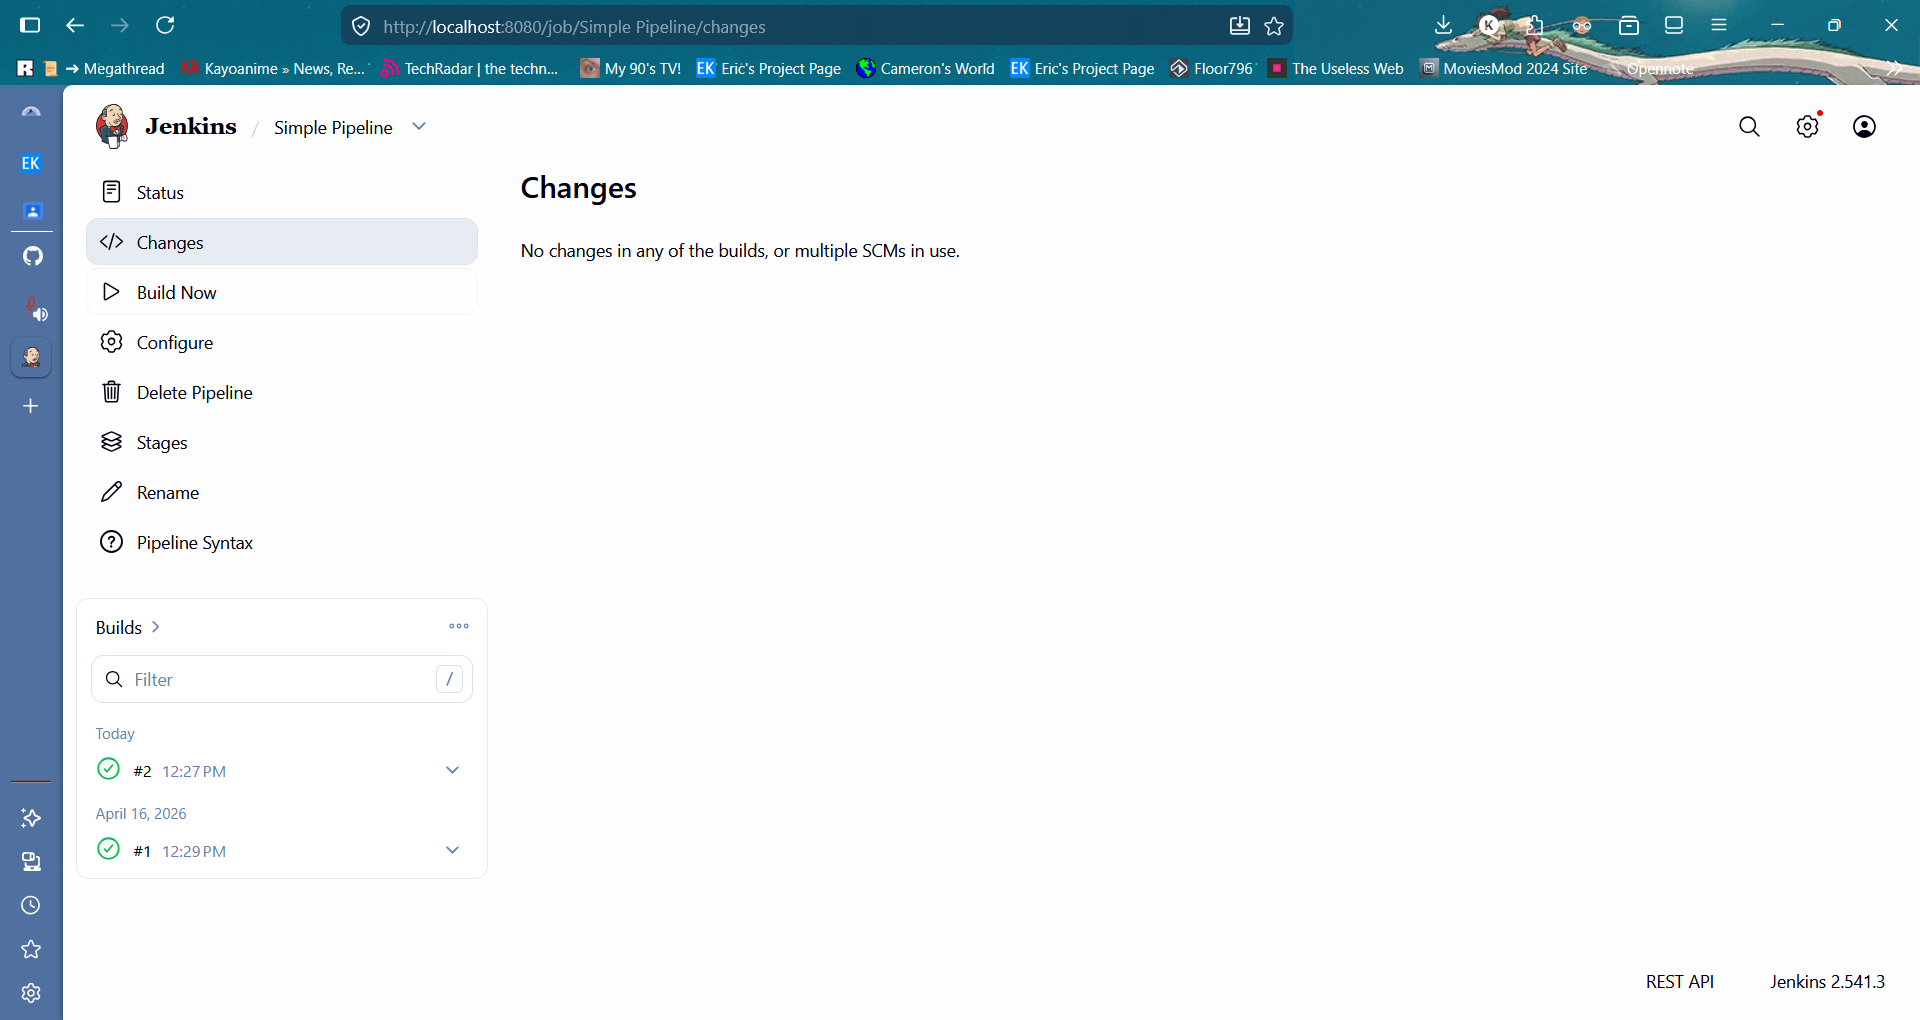 http://localhost:8080/job/Simple Pipeline/changes
K
R
→ Megathread
KA Kayoanime » News, Re...
TechRadar | the techn...
My 90's TV!
EK Eric's Project Page
Cameron's World
EK Eric's Project Page
Floor796
The Useless Web
M MoviesMod 2024 Site
Opennote
EK
Jenkins / Simple Pipeline
Status
Changes
Build Now
Configure
Delete Pipeline
Stages
Rename
Pipeline Syntax
Builds
Filter /
Today
#2 12:27 PM
April 16, 2026
#1 12:29 PM
Changes
No changes in any of the builds, or multiple SCMs in use.
REST API
Jenkins 2.541.3